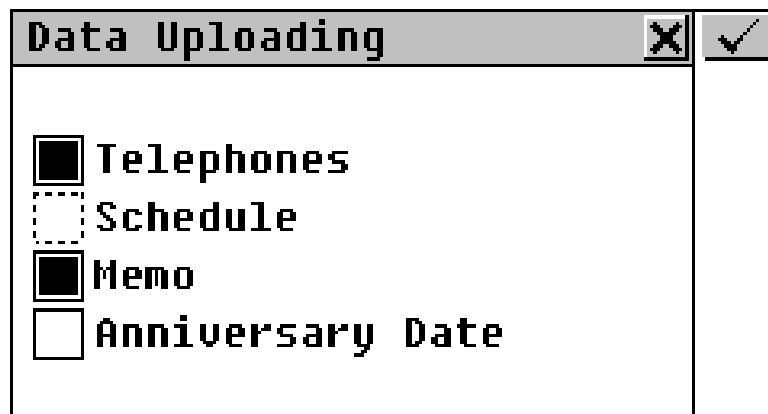 Data Uploading
Telephones
Schedule
Memo
Anniversary Date